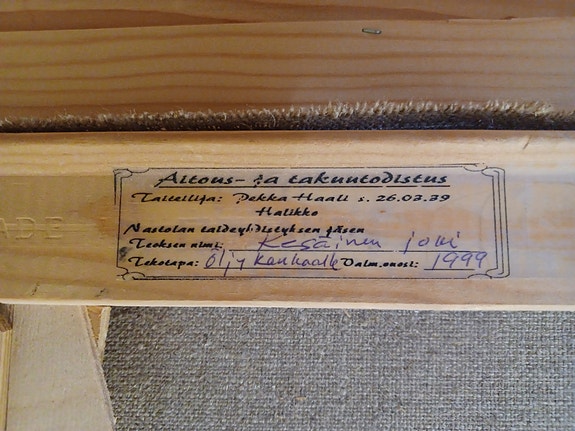 Aitous- ja takuutodistus
Taiteilija: Pekka Haali s. 26.03.39
Halikko
Nastolan taideyhdistyksen jäsen
Teoksen nimi: Kesäinen joki
Tekotapa: Öljy kankaalle Valm.vuosi: 1999
ADE